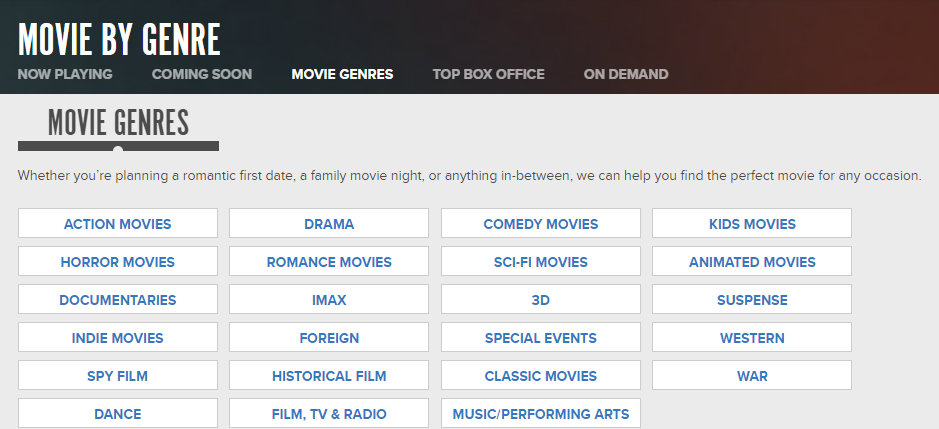 MOVIE BY GENRE
NOW PLAYING COMING SOON MOVIE GENRES TOP BOX OFFICE ON DEMAND
MOVIE GENRES
Whether you're planning a romantic first date, a family movie night, or anything in-between, we can help you find the perfect movie for any occasion.
ACTION MOVIES DRAMA COMEDY MOVIES KIDS MOVIES
HORROR MOVIES ROMANCE MOVIES SCI-FI MOVIES ANIMATED MOVIES
DOCUMENTARIES IMAX 3D SUSPENSE
INDIE MOVIES FOREIGN SPECIAL EVENTS WESTERN
SPY FILM HISTORICAL FILM CLASSIC MOVIES WAR
DANCE FILM, TV & RADIO MUSIC/PERFORMING ARTS